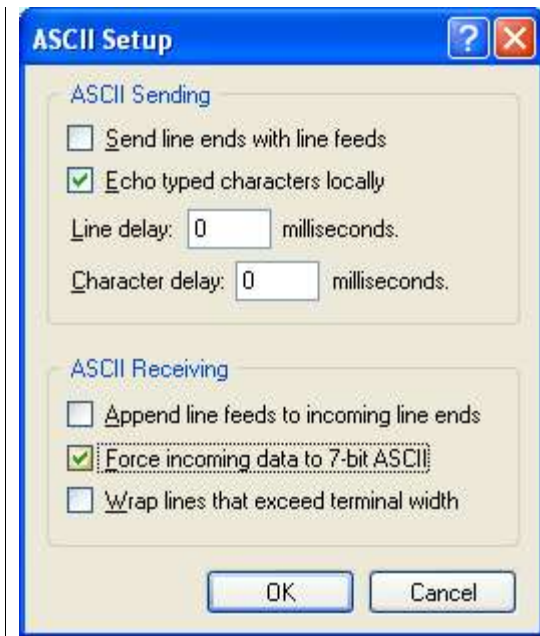 ASCII Setup
?
ASCII Sending
Send line ends with line feeds
Echo typed characters locally
Line delay: 0 milliseconds.
Character delay: 0 milliseconds.
ASCII Receiving
Append line feeds to incoming line ends
Force incoming data to 7-bit ASCII
Wrap lines that exceed terminal width
OK Cancel